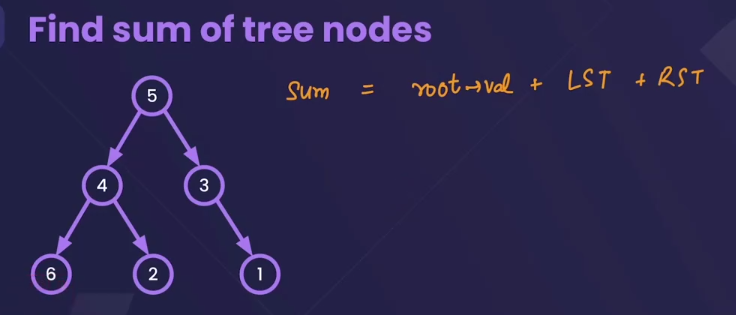 Find sum of tree nodes
Sum = root→val + LST + RST
5
4 3
6 2 1